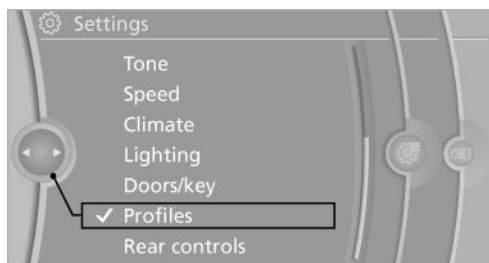 Settings
Tone
Speed
Climate
Lighting
Doors/key
Profiles
Rear controls